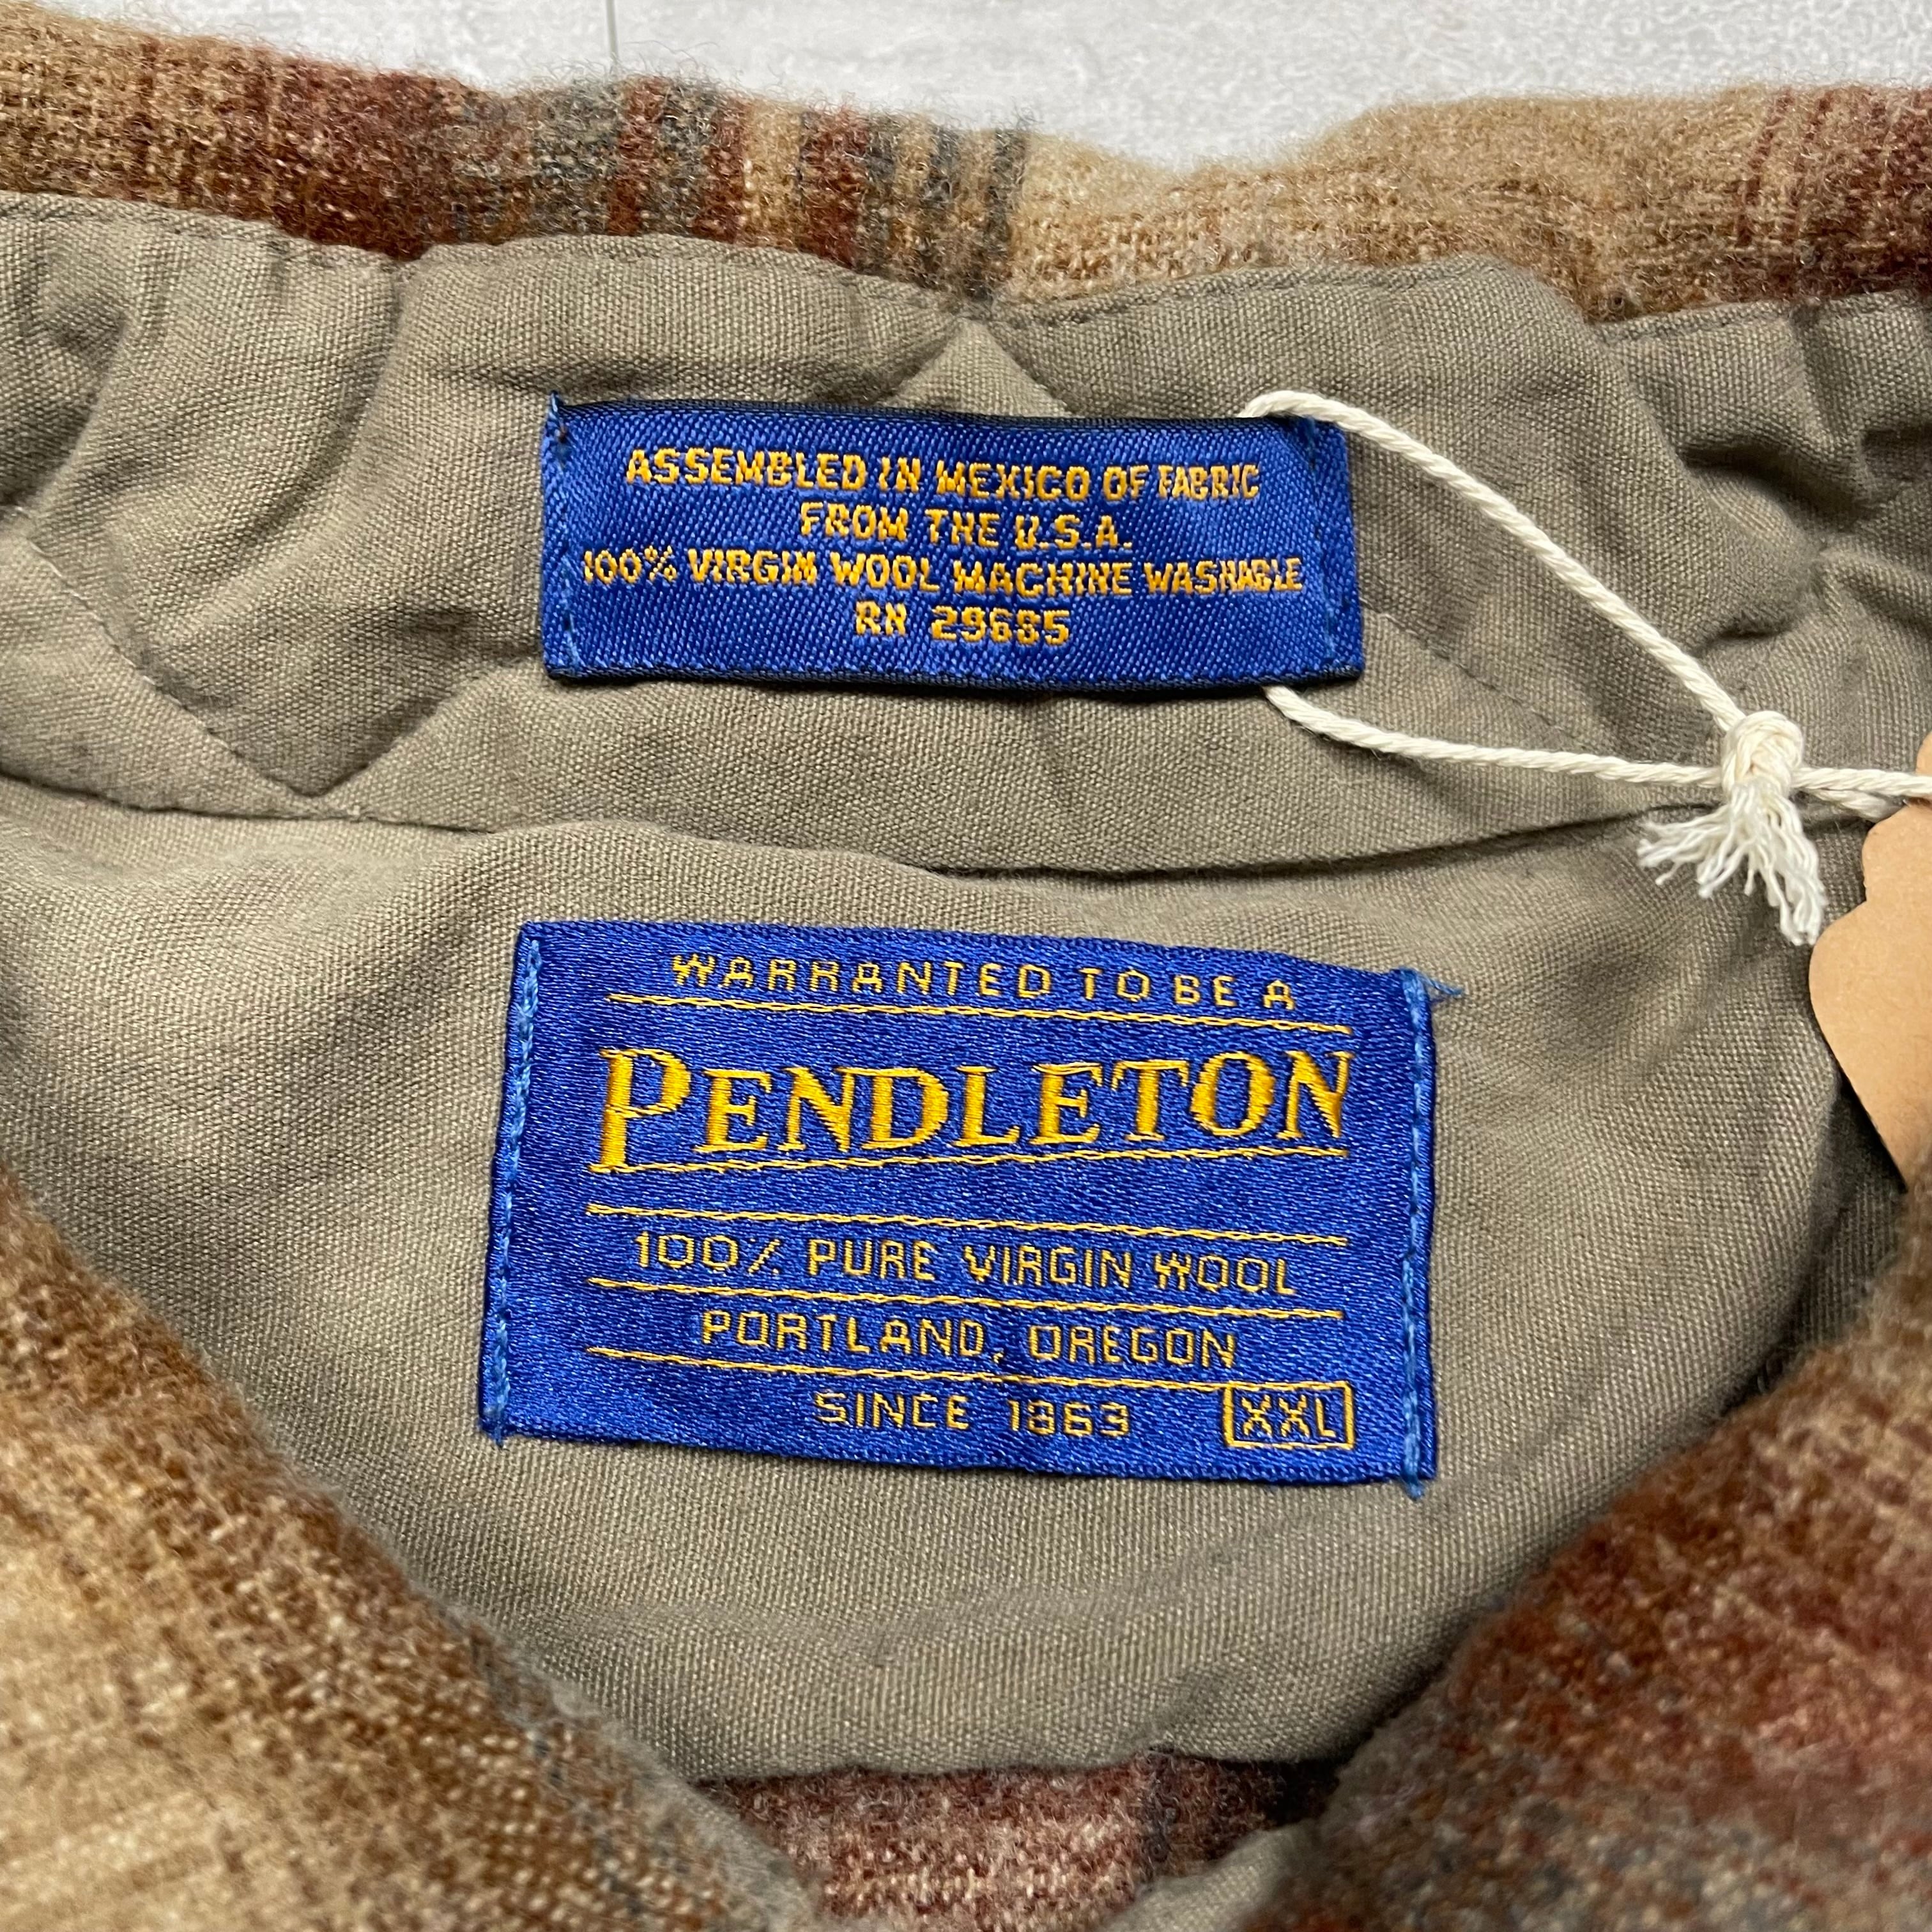 ASSEMBLED IN MEXICO OF FABRIC
FROM THE U.S.A.
100% VIRGIN WOOL MACHINE WASHABLE
RN 29685
WARRANTED TO BE A
PENDLETON
100% PURE VIRGIN WOOL
PORTLAND, OREGON
SINCE 1863 XXL